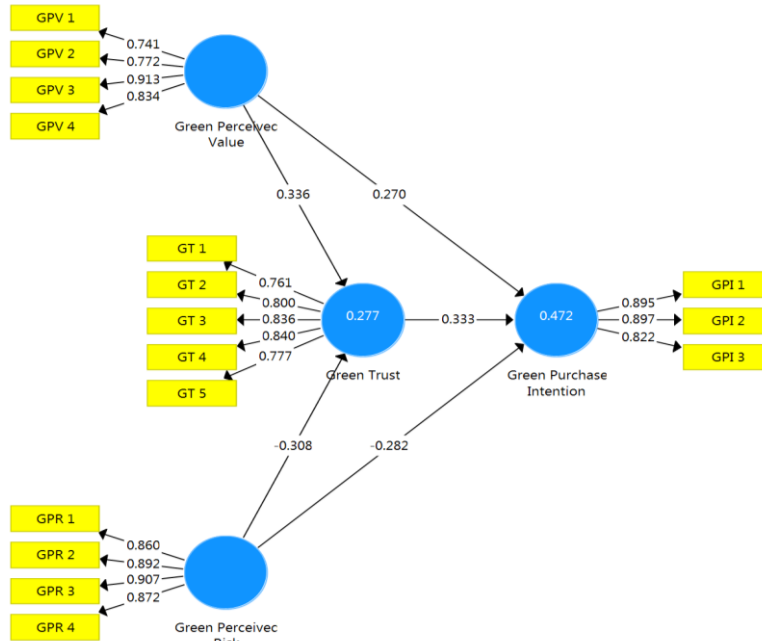 GPV 1
GPV 2
GPV 3
GPV 4
0.741
0.772
0.913
0.834
Green Perceivec
Value
0.336
0.270
GT 1
GT 2
GT 3
GT 4
GT 5
0.761
0.800
0.836
0.840
0.777
0.277
Green Trust
0.333
0.472
Green Purchase
Intention
0.895
0.897
0.822
GPI 1
GPI 2
GPI 3
-0.308
-0.282
GPR 1
GPR 2
GPR 3
GPR 4
0.860
0.892
0.907
0.872
Green Perceivec